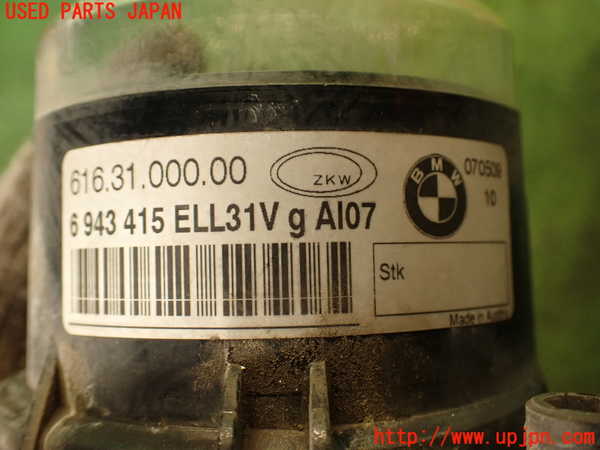 USED PARTS JAPAN
616.31.000.00
ZKW
BMW
070509
10
6 943 415 ELL31V g AI07
Stk
Made in Austria
http://www.upjpn.com/